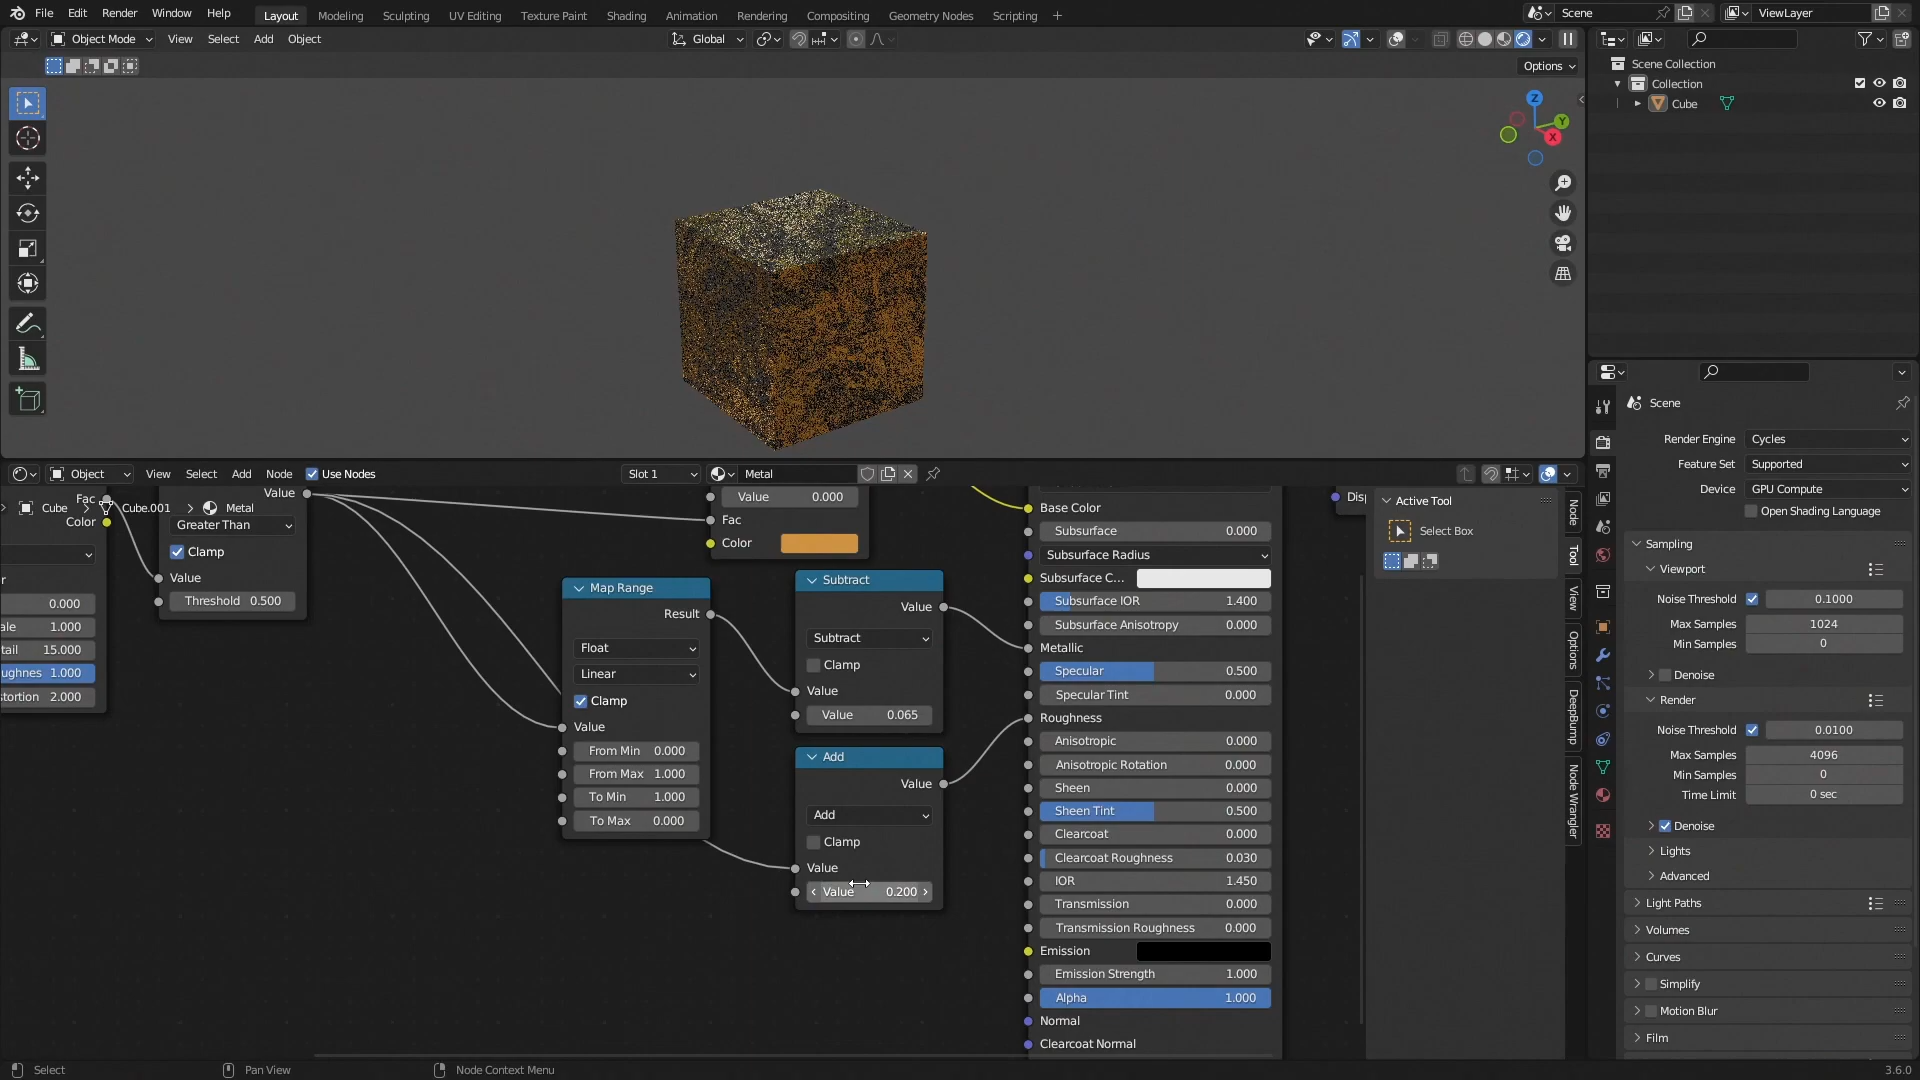 File Edit Render Window Help Layout Modeling Sculpting UV Editing Texture Paint Shading Animation Rendering Compositing Geometry Nodes Scripting Scene ViewLayer
Object Mode View Select Add Object Global
Options
Z
Y
X
Scene Collection
Collection
Cube
Object View Select Add Node Use Nodes Slot 1 Metal
Fac
Cube Cube.001 Metal
Color
r
0.000
ale 1.000
tail 15.000
ughnes 1.000
stortion 2.000
Value
Greater Than
Clamp
Value
Threshold 0.500
Value 0.000
Fac
Color
Map Range
Result
Float
Linear
Clamp
Value
From Min 0.000
From Max 1.000
To Min 1.000
To Max 0.000
Subtract
Value
Subtract
Clamp
Value
Value 0.065
Add
Value
Add
Clamp
Value
Value 0.200
Base Color
Subsurface 0.000
Subsurface Radius
Subsurface C...
Subsurface IOR 1.400
Subsurface Anisotropy 0.000
Metallic
Specular 0.500
Specular Tint 0.000
Roughness
Anisotropic 0.000
Anisotropic Rotation 0.000
Sheen 0.000
Sheen Tint 0.500
Clearcoat 0.000
Clearcoat Roughness 0.030
IOR 1.450
Transmission 0.000
Transmission Roughness 0.000
Emission
Emission Strength 1.000
Alpha 1.000
Normal
Clearcoat Normal
Disp
Active Tool
Select Box
Node
Tool
View
Options
DeepBump
Node Wrangler
Scene
Render Engine Cycles
Feature Set Supported
Device GPU Compute
Open Shading Language
Sampling
Viewport
Noise Threshold 0.1000
Max Samples 1024
Min Samples 0
Denoise
Render
Noise Threshold 0.0100
Max Samples 4096
Min Samples 0
Time Limit 0 sec
Denoise
Lights
Advanced
Light Paths
Volumes
Curves
Simplify
Motion Blur
Film
Select Pan View Node Context Menu 3.6.0